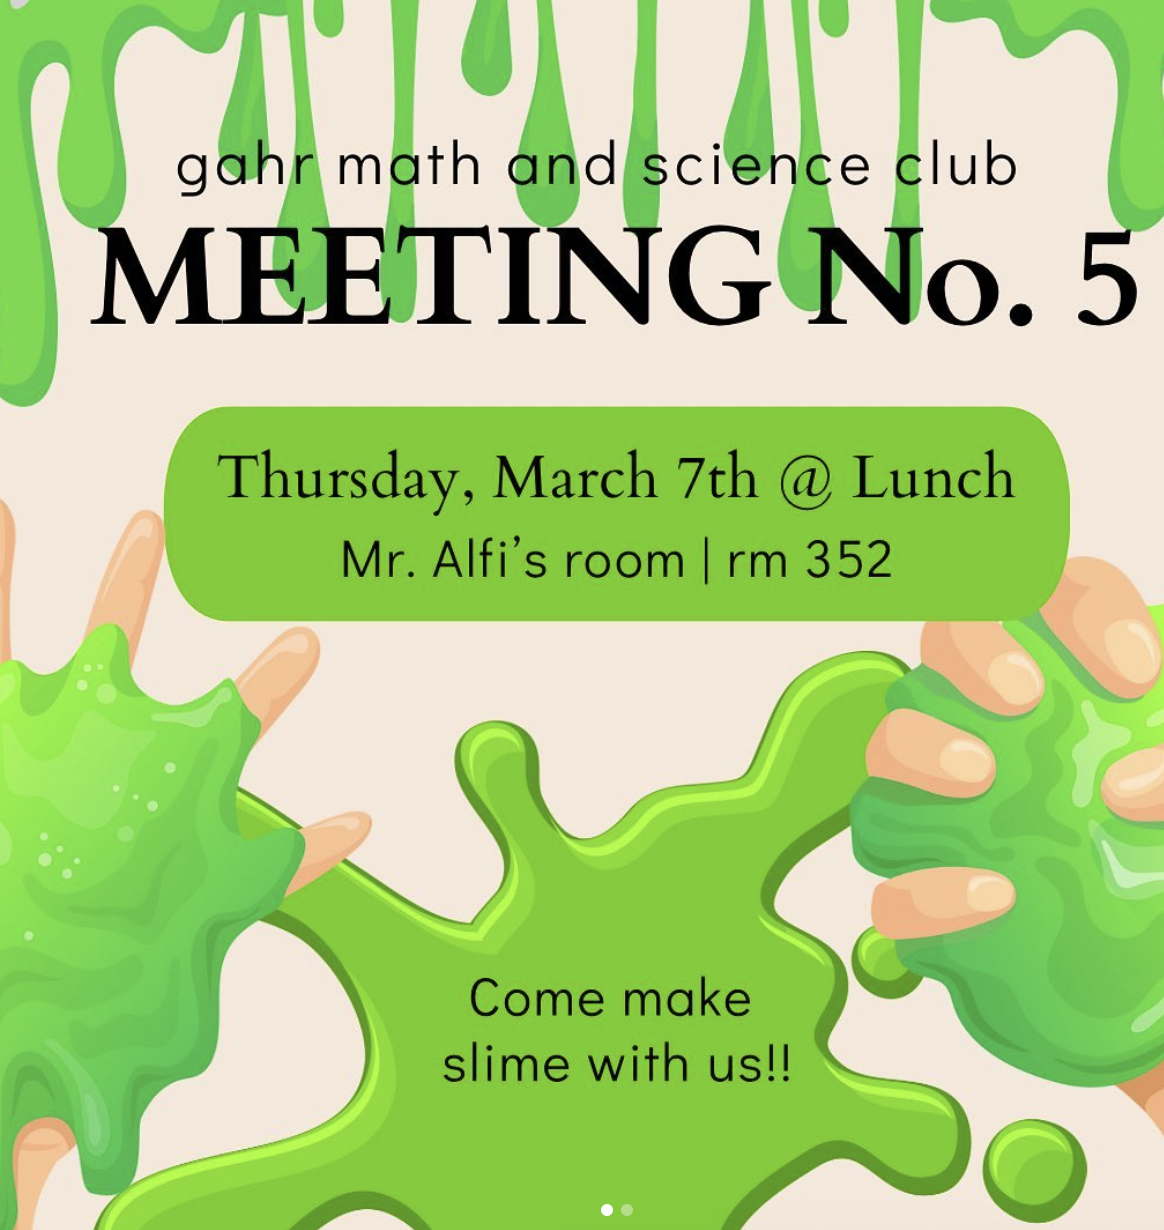 gahr math and science club
MEETING No. 5
Thursday, March 7th @ Lunch
Mr. Alfi’s room | rm 352
Come make
slime with us!!